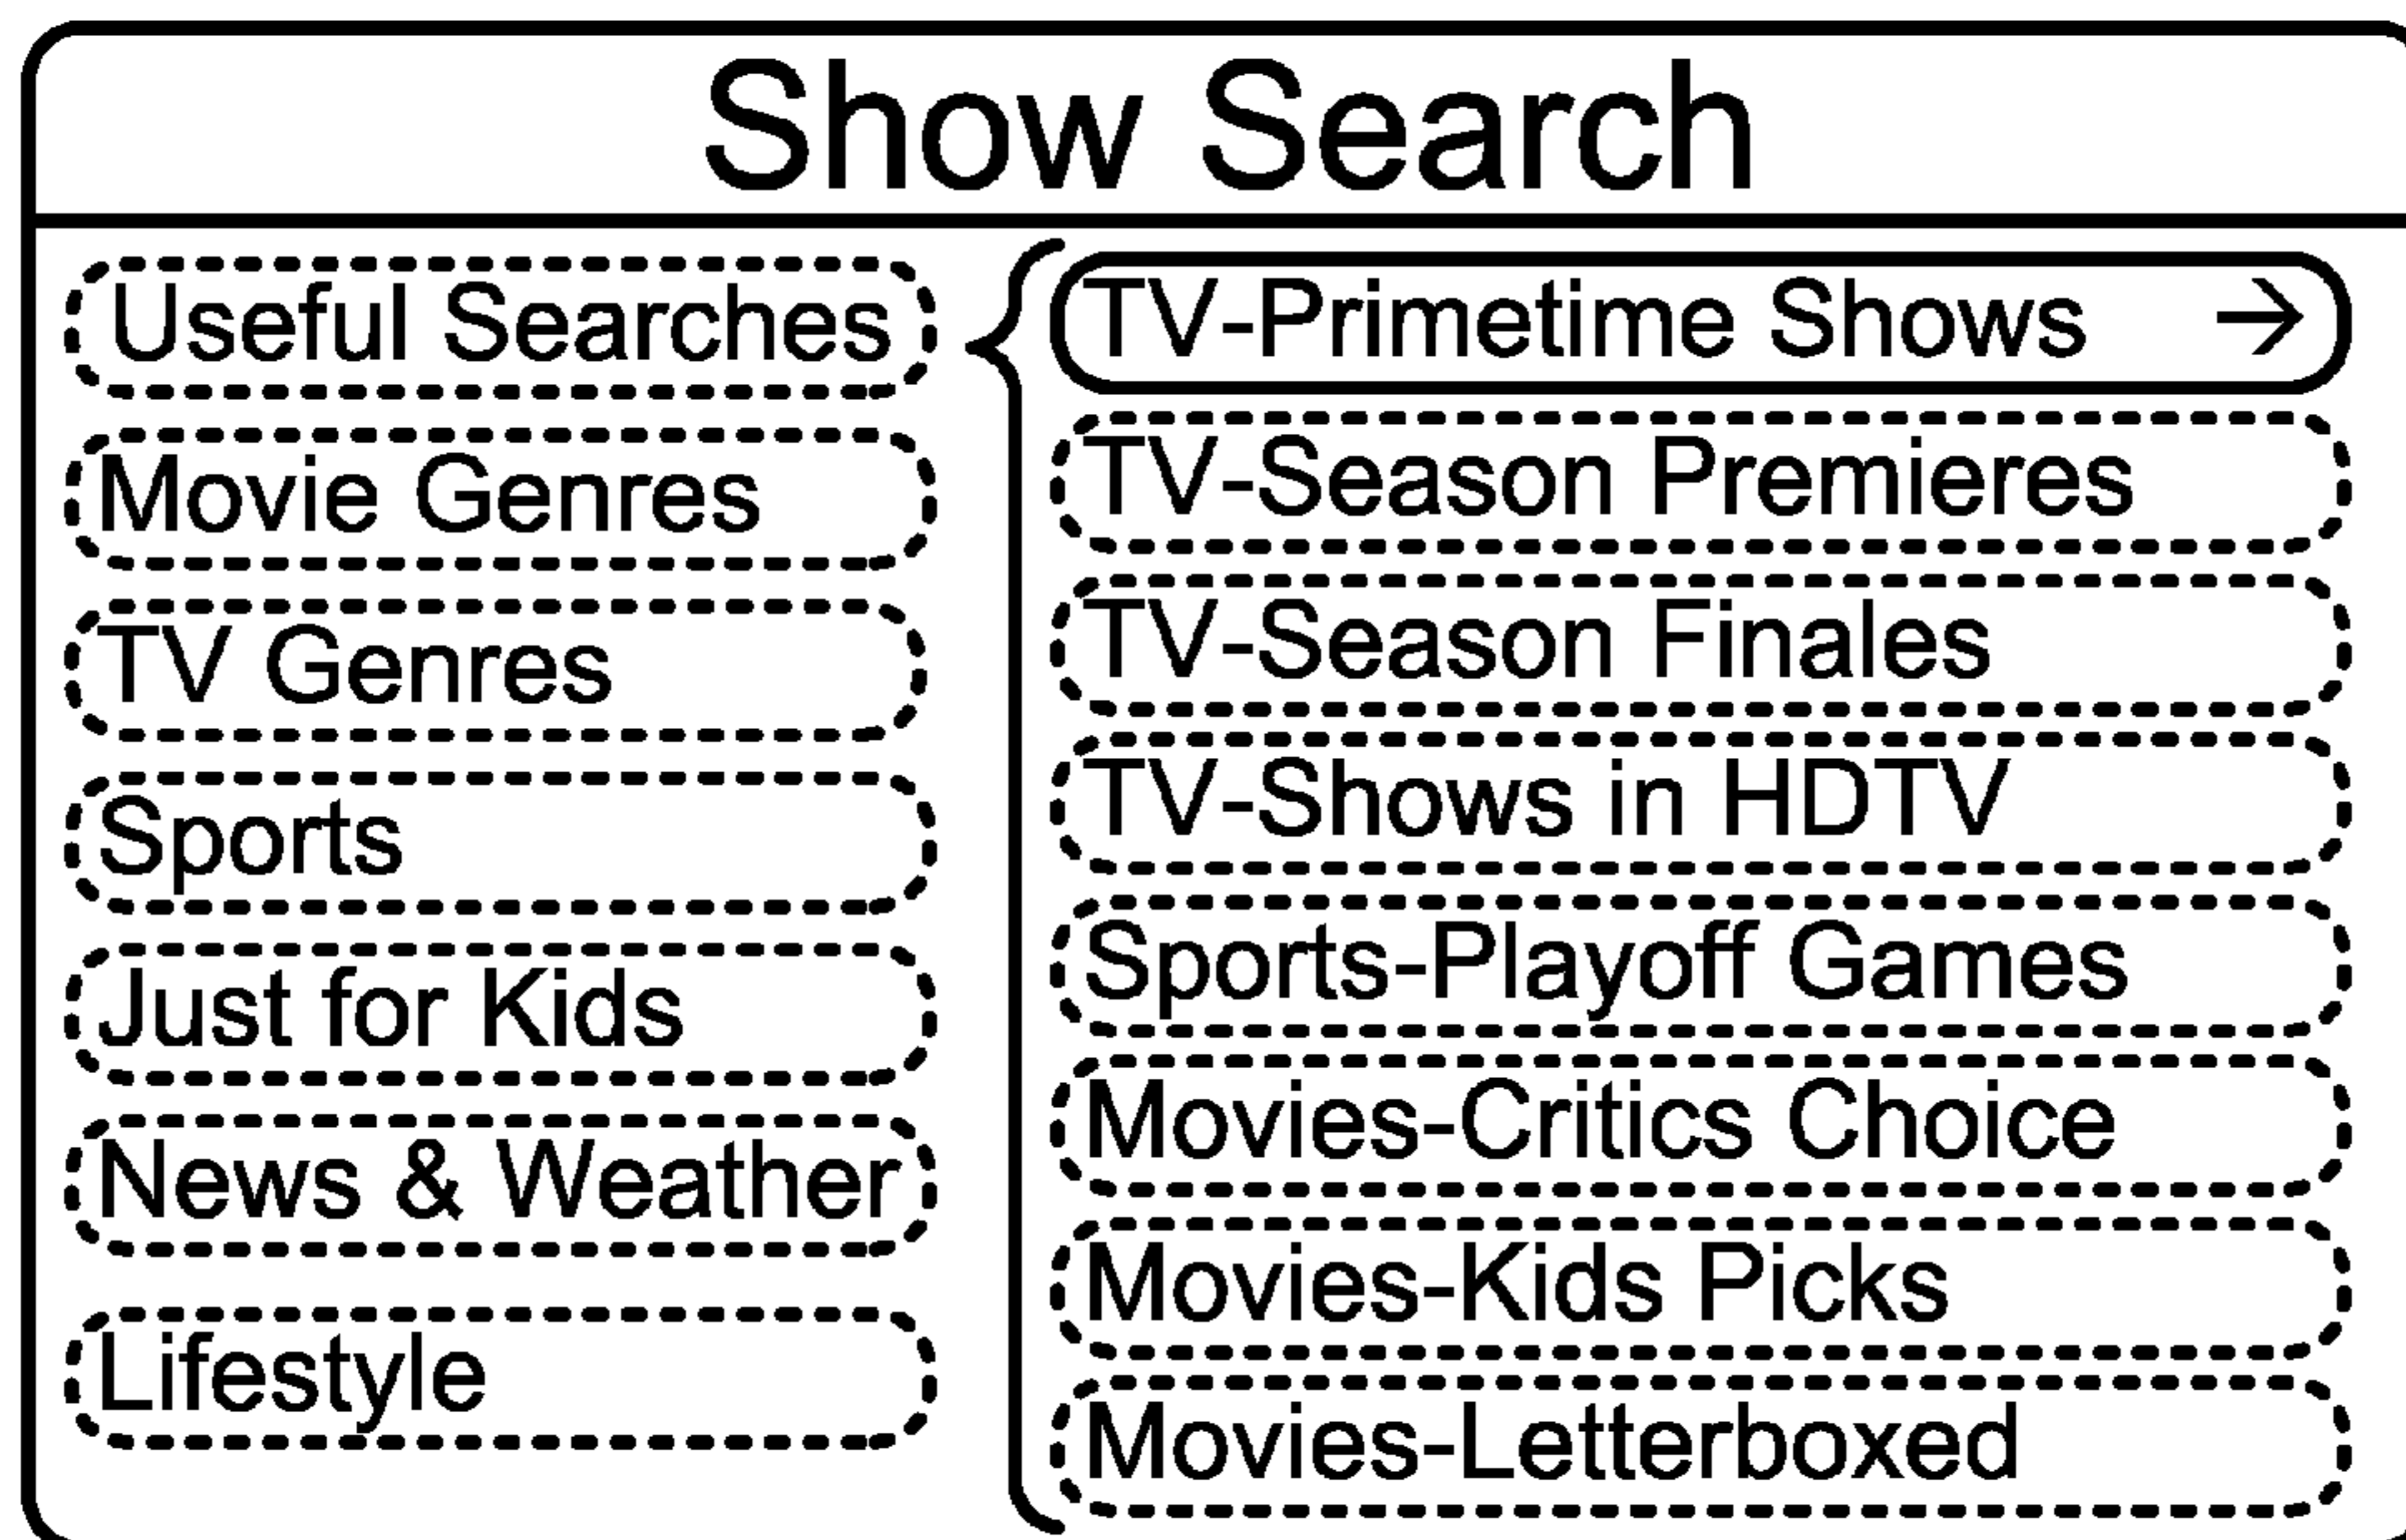 Show Search
Useful Searches
Movie Genres
TV Genres
Sports
Just for Kids
News & Weather
Lifestyle
TV-Primetime Shows →
TV-Season Premieres
TV-Season Finales
TV-Shows in HDTV
Sports-Playoff Games
Movies-Critics Choice
Movies-Kids Picks
Movies-Letterboxed